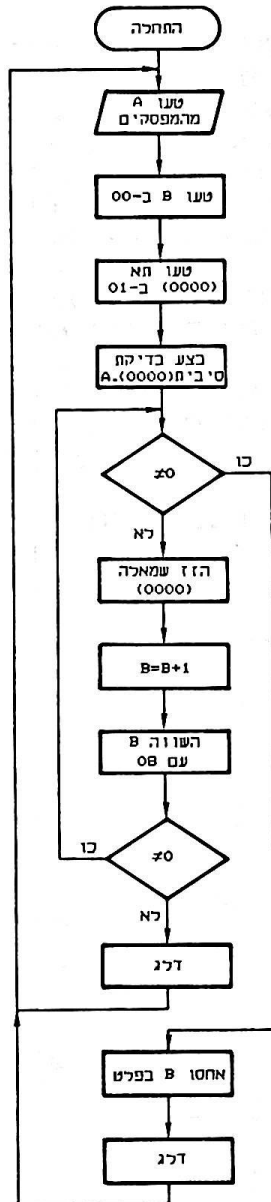 התחלה
טען A
מהמפסקים
טען B ב-00
טען תא
(0000) ב-01
בצע בדיקת
סיבית(0000).A
≠0
כן
לא
הזז שמאלה
(0000)
B=B+1
השווה B
עם 08
≠0
כן
לא
דלג
אחסן B בפלט
דלג